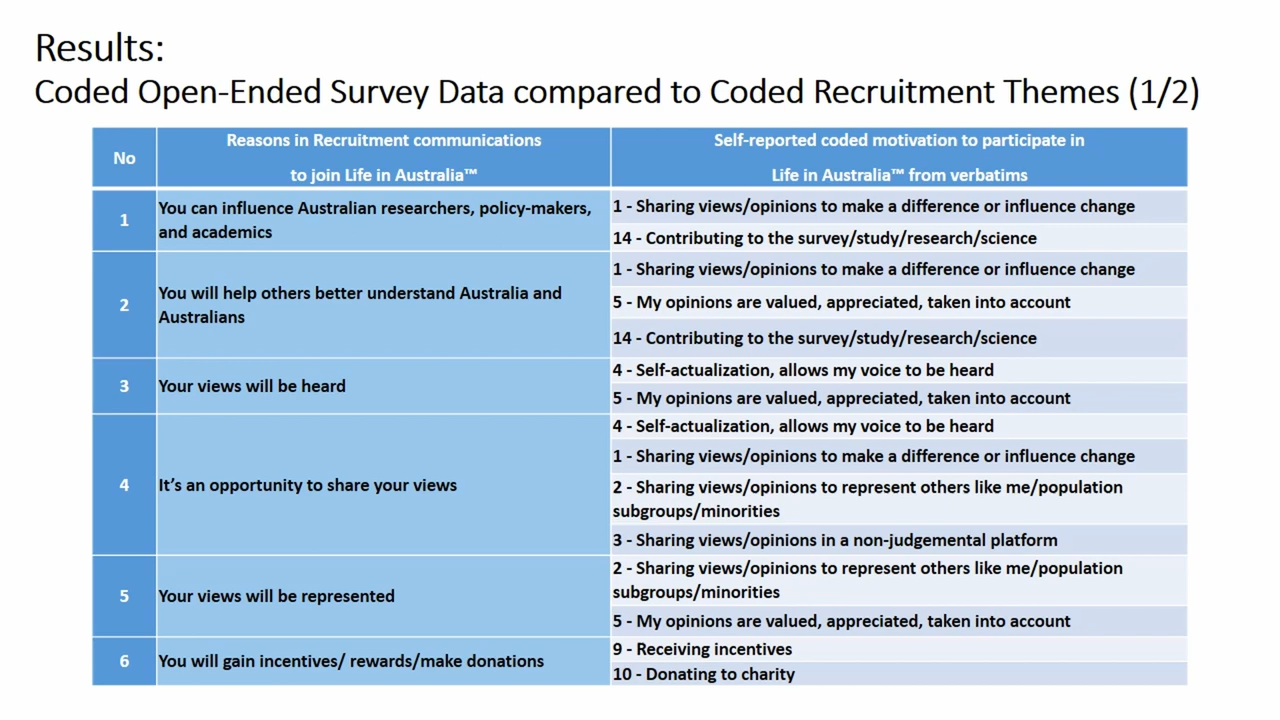 Results:
Coded Open-Ended Survey Data compared to Coded Recruitment Themes (1/2)
No
Reasons in Recruitment communications
to join Life in Australia™
Self-reported coded motivation to participate in
Life in Australia™ from verbatims
1
You can influence Australian researchers, policy-makers,
and academics
1 - Sharing views/opinions to make a difference or influence change
14 - Contributing to the survey/study/research/science
2
You will help others better understand Australia and
Australians
1 - Sharing views/opinions to make a difference or influence change
5 - My opinions are valued, appreciated, taken into account
14 - Contributing to the survey/study/research/science
3
Your views will be heard
4 - Self-actualization, allows my voice to be heard
5 - My opinions are valued, appreciated, taken into account
4
It's an opportunity to share your views
4 - Self-actualization, allows my voice to be heard
1 - Sharing views/opinions to make a difference or influence change
2 - Sharing views/opinions to represent others like me/population
subgroups/minorities
3 - Sharing views/opinions in a non-judgemental platform
5
Your views will be represented
2 - Sharing views/opinions to represent others like me/population
subgroups/minorities
5 - My opinions are valued, appreciated, taken into account
6
You will gain incentives/ rewards/make donations
9 - Receiving incentives
10 - Donating to charity